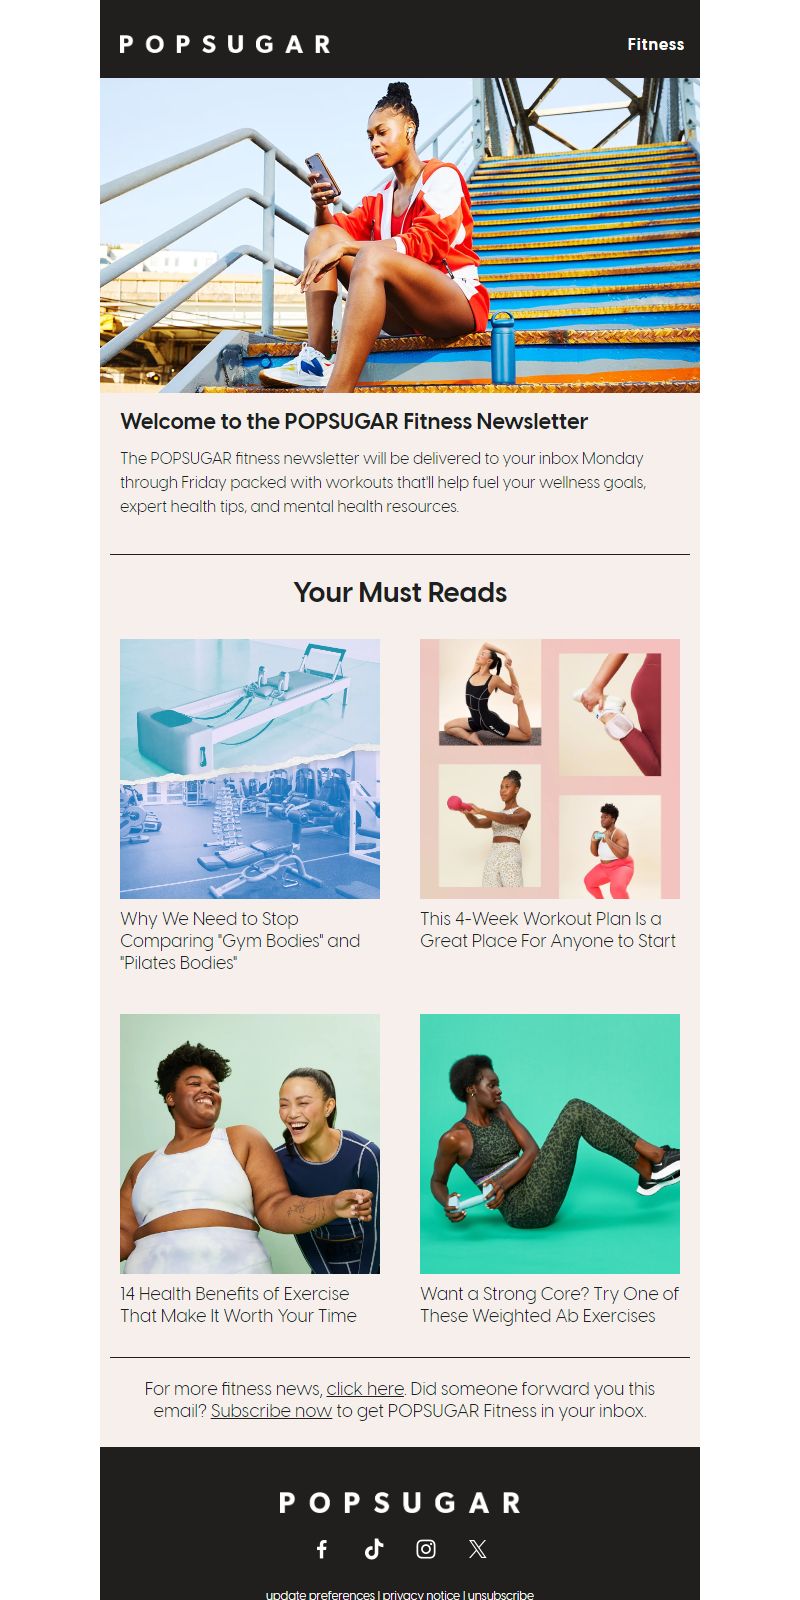 POPSUGAR
Fitness
Welcome to the POPSUGAR Fitness Newsletter
The POPSUGAR fitness newsletter will be delivered to your inbox Monday
through Friday packed with workouts that'll help fuel your wellness goals,
expert health tips, and mental health resources.
Your Must Reads
Why We Need to Stop
Comparing "Gym Bodies" and
"Pilates Bodies"
This 4-Week Workout Plan Is a
Great Place For Anyone to Start
14 Health Benefits of Exercise
That Make It Worth Your Time
Want a Strong Core? Try One of
These Weighted Ab Exercises
For more fitness news, click here. Did someone forward you this
email? Subscribe now to get POPSUGAR Fitness in your inbox.
POPSUGAR
update preferences | privacy notice | unsubscribe